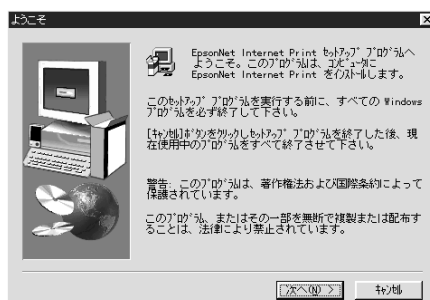 ようこそ
EpsonNet Internet Print ｾｯﾄｱｯﾌﾟ ﾌﾟﾛｸﾞﾗﾑへ
ようこそ。このﾌﾟﾛｸﾞﾗﾑは、ｺﾝﾋﾟｭｰﾀに
EpsonNet Internet Print をｲﾝｽﾄｰﾙします。
このｾｯﾄｱｯﾌﾟ ﾌﾟﾛｸﾞﾗﾑを実行する前に、すべての Windows
ﾌﾟﾛｸﾞﾗﾑを必ず終了して下さい。
[ｷｬﾝｾﾙ]ﾎﾞﾀﾝをｸﾘｯｸしｾｯﾄｱｯﾌﾟ ﾌﾟﾛｸﾞﾗﾑを終了した後、現
在使用中のﾌﾟﾛｸﾞﾗﾑをすべて終了させて下さい。
警告: このﾌﾟﾛｸﾞﾗﾑは、著作権法および国際条約によって
保護されています。
このﾌﾟﾛｸﾞﾗﾑ、またはその一部を無断で複製または配布す
ることは、法律により禁止されています。
次へ(N) >
ｷｬﾝｾﾙ